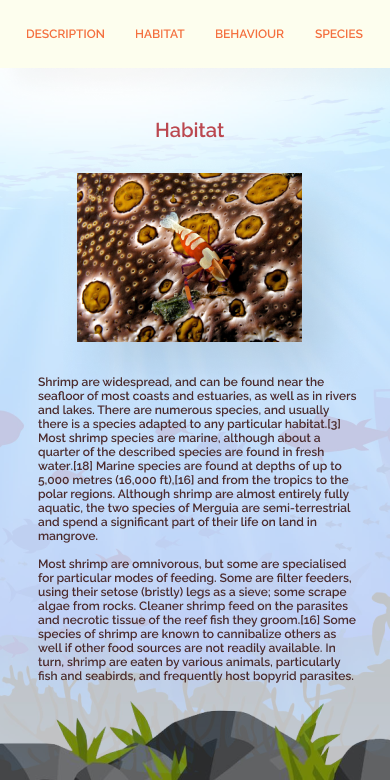 DESCRIPTION HABITAT BEHAVIOUR SPECIES
Habitat
Shrimp are widespread, and can be found near the
seafloor of most coasts and estuaries, as well as in rivers
and lakes. There are numerous species, and usually
there is a species adapted to any particular habitat.[3]
Most shrimp species are marine, although about a
quarter of the described species are found in fresh
water.[18] Marine species are found at depths of up to
5,000 metres (16,000 ft),[16] and from the tropics to the
polar regions. Although shrimp are almost entirely fully
aquatic, the two species of Merguia are semi-terrestrial
and spend a significant part of their life on land in
mangrove.
Most shrimp are omnivorous, but some are specialised
for particular modes of feeding. Some are filter feeders,
using their setose (bristly) legs as a sieve; some scrape
algae from rocks. Cleaner shrimp feed on the parasites
and necrotic tissue of the reef fish they groom.[16] Some
species of shrimp are known to cannibalize others as
well if other food sources are not readily available. In
turn, shrimp are eaten by various animals, particularly
fish and seabirds, and frequently host bopyrid parasites.